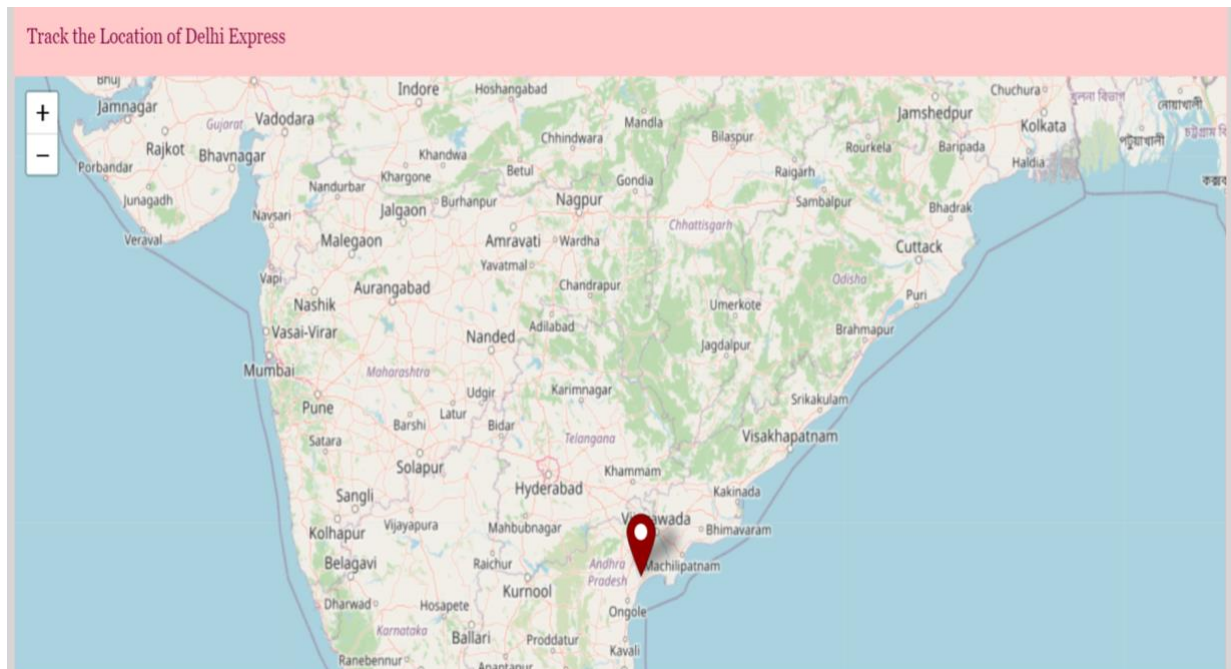 Track the Location of Delhi Express
+
−
Bhuj
Indore
Hoshangabad
Chuchura
খুলনা বিভাগ
নোয়াখালী
Jamnagar
Gujarat
Vadodara
Mandla
Jamshedpur
Kolkata
পটুয়াখালী
Rajkot
Bhavnagar
Khandwa
Chhindwara
Bilaspur
Rourkela
Baripada
Porbandar
Khargone
Betul
Gondia
Raigarh
Haldia
Junagadh
Nandurbar
Burhanpur
Nagpur
Sambalpur
Bhadrak
Navsari
Jalgaon
Chhattisgarh
Veraval
Malegaon
Amravati
Wardha
Cuttack
Yavatmal
Vapi
Aurangabad
Chandrapur
Odisha
Nashik
Umerkote
Puri
Vasai-Virar
Nanded
Adilabad
Brahmapur
Jagdalpur
Mumbai
Maharashtra
Udgir
Karimnagar
Pune
Latur
Srikakulam
Barshi
Bidar
Satara
Telangana
Visakhapatnam
Solapur
Khammam
Sangli
Hyderabad
Kakinada
Kolhapur
Vijayapura
Mahbubnagar
Bhimavaram
Belagavi
Raichur
Andhra
Pradesh
Machilipatnam
Kurnool
Dharwad
Hosapete
Ongole
Karnataka
Ballari
Proddatur
Kavali
Ranebennur
Anantapur